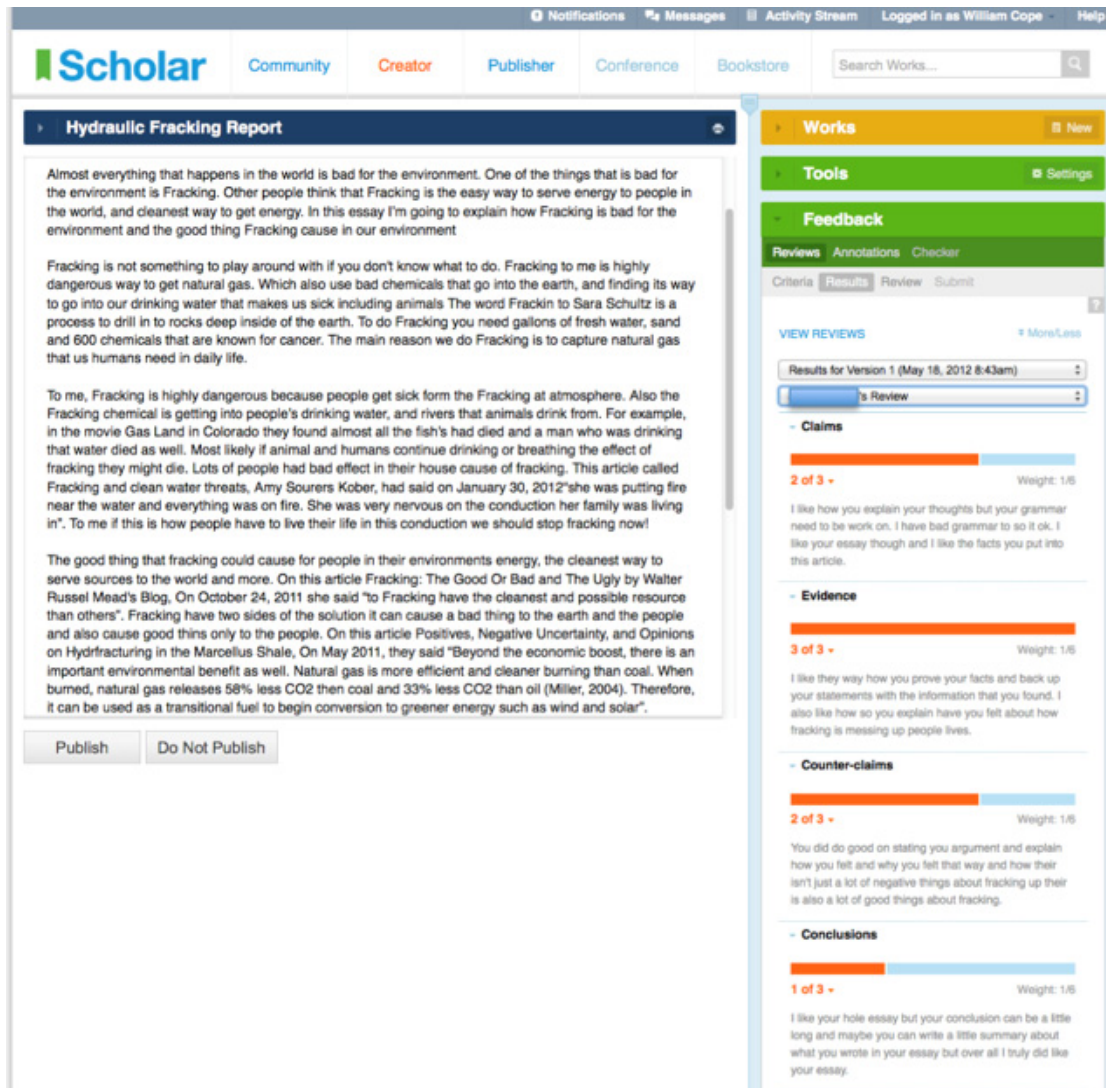 Notifications Messages Activity Stream Logged in as William Cope Help
Scholar Community Creator Publisher Conference Bookstore Search Works...
Hydraulic Fracking Report
Almost everything that happens in the world is bad for the environment. One of the things that is bad for
the environment is Fracking. Other people think that Fracking is the easy way to serve energy to people in
the world, and cleanest way to get energy. In this essay I'm going to explain how Fracking is bad for the
environment and the good thing Fracking cause in our environment
Fracking is not something to play around with if you don't know what to do. Fracking to me is highly
dangerous way to get natural gas. Which also use bad chemicals that go into the earth, and finding its way
to go into our drinking water that makes us sick including animals The word Frackin to Sara Schultz is a
process to drill in to rocks deep inside of the earth. To do Fracking you need gallons of fresh water, sand
and 600 chemicals that are known for cancer. The main reason we do Fracking is to capture natural gas
that us humans need in daily life.
To me, Fracking is highly dangerous because people get sick form the Fracking at atmosphere. Also the
Fracking chemical is getting into people's drinking water, and rivers that animals drink from. For example,
in the movie Gas Land in Colorado they found almost all the fish's had died and a man who was drinking
that water died as well. Most likely if animal and humans continue drinking or breathing the effect of
fracking they might die. Lots of people had bad effect in their house cause of fracking. This article called
Fracking and clean water threats, Amy Sourers Kober, had said on January 30, 2012"she was putting fire
near the water and everything was on fire. She was very nervous on the conduction her family was living
in". To me if this is how people have to live their life in this conduction we should stop fracking now!
The good thing that fracking could cause for people in their environments energy, the cleanest way to
serve sources to the world and more. On this article Fracking: The Good Or Bad and The Ugly by Walter
Russel Mead's Blog, On October 24, 2011 she said "to Fracking have the cleanest and possible resource
than others". Fracking have two sides of the solution it can cause a bad thing to the earth and the people
and also cause good thins only to the people. On this article Positives, Negative Uncertainty, and Opinions
on Hydrfracturing in the Marcellus Shale, On May 2011, they said "Beyond the economic boost, there is an
important environmental benefit as well. Natural gas is more efficient and cleaner burning than coal. When
burned, natural gas releases 58% less CO2 then coal and 33% less CO2 than oil (Miller, 2004). Therefore,
it can be used as a transitional fuel to begin conversion to greener energy such as wind and solar".
Publish Do Not Publish
Works New
Tools Settings
Feedback
Reviews Annotations Checker
Criteria Results Review Submit
?
VIEW REVIEWS More/Less
Results for Version 1 (May 18, 2012 8:43am)
's Review
Claims
2 of 3 Weight: 1/6
I like how you explain your thoughts but your grammar
need to be work on. I have bad grammar to so it ok. I
like your essay though and I like the facts you put into
this article.
Evidence
3 of 3 Weight: 1/6
I like they way how you prove your facts and back up
your statements with the information that you found. I
also like how so you explain have you felt about how
fracking is messing up people lives.
Counter-claims
2 of 3 Weight: 1/6
You did do good on stating you argument and explain
how you felt and why you felt that way and how their
isn't just a lot of negative things about fracking up their
is also a lot of good things about fracking.
Conclusions
1 of 3 Weight: 1/6
I like your hole essay but your conclusion can be a little
long and maybe you can write a little summary about
what you wrote in your essay but over all I truly did like
your essay.